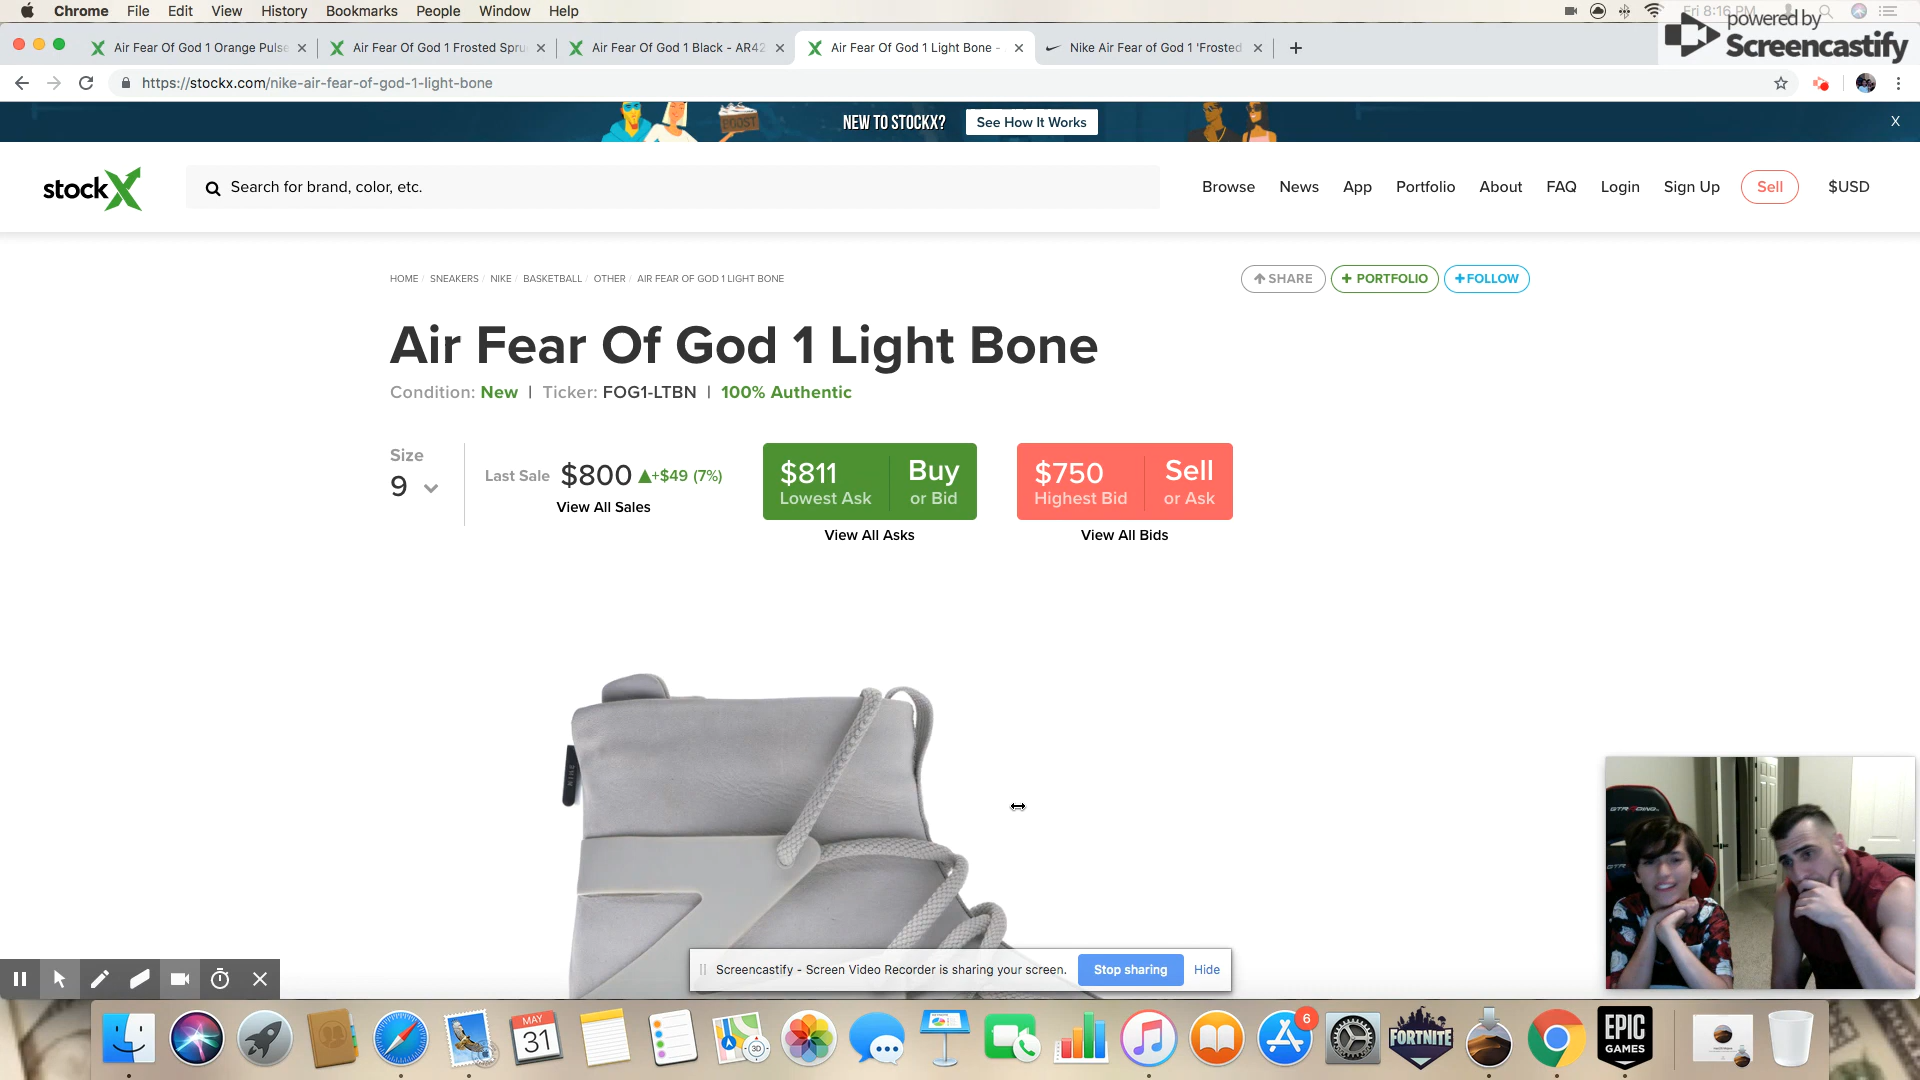 Chrome File Edit View History Bookmarks People Window Help
Fri 8:16 PM
powered by
Screencastify
Air Fear Of God 1 Orange Pulse
Air Fear Of God 1 Frosted Spru
Air Fear Of God 1 Black - AR42
Air Fear Of God 1 Light Bone -
Nike Air Fear of God 1 'Frosted
https://stockx.com/nike-air-fear-of-god-1-light-bone
BOOST
NEW TO STOCKX?
See How It Works
X
stockX
Search for brand, color, etc.
Browse News App Portfolio About FAQ Login Sign Up Sell $USD
HOME / SNEAKERS / NIKE / BASKETBALL / OTHER / AIR FEAR OF GOD 1 LIGHT BONE
SHARE
+ PORTFOLIO
+FOLLOW
Air Fear Of God 1 Light Bone
Condition: New | Ticker: FOG1-LTBN | 100% Authentic
Size
9
Last Sale $800 ▲+$49 (7%)
View All Sales
$811 Buy
Lowest Ask or Bid
View All Asks
$750 Sell
Highest Bid or Ask
View All Bids
NIKE
GTRACING
Screencastify - Screen Video Recorder is sharing your screen.
Stop sharing
Hide
MAY
31
3D
6
FORTNITE
EPIC
GAMES